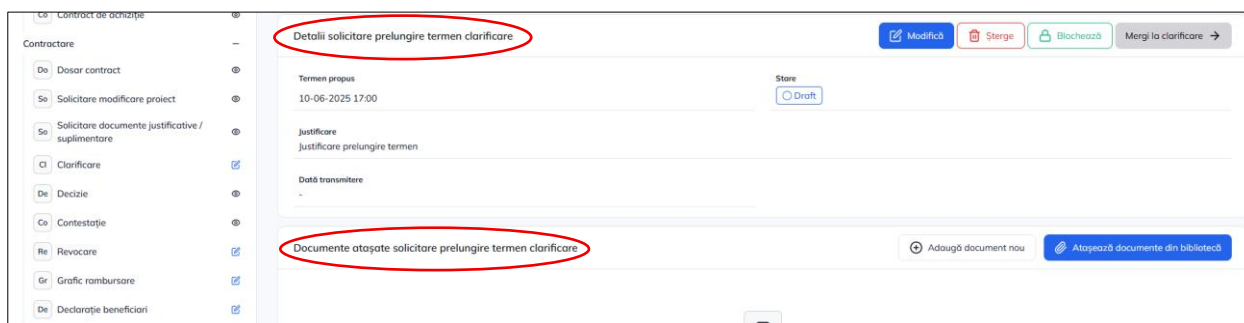 Co Contract de achiziție
Contractare
Do Dosar contract
So Solicitare modificare proiect
So Solicitare documente justificative /
suplimentare
Cl Clarificare
De Decizie
Co Contestație
Re Revocare
Gr Grafic rambursare
De Declarație beneficiari
Detalii solicitare prelungire termen clarificare
Modifică
Șterge
Blochează
Mergi la clarificare
Termen propus
10-06-2025 17:00
Stare
Draft
Justificare
Justificare prelungire termen
Dată transmitere
-
Documente atașate solicitare prelungire termen clarificare
Adaugă document nou
Atașează documente din bibliotecă